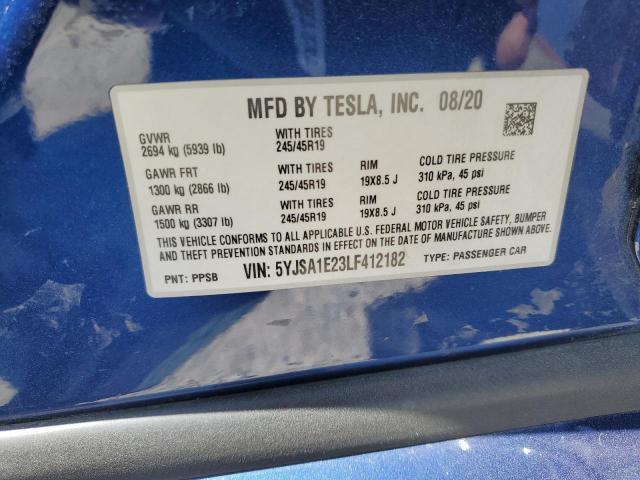 MFD BY TESLA, INC. 08/20
GVWR WITH TIRES
2694 kg (5939 lb) 245/45R19
GAWR FRT WITH TIRES RIM COLD TIRE PRESSURE
1300 kg (2866 lb) 245/45R19 19X8.5 J 310 kPa, 45 psi
GAWR RR WITH TIRES RIM COLD TIRE PRESSURE
1500 kg (3307 lb) 245/45R19 19X8.5 J 310 kPa, 45 psi
THIS VEHICLE CONFORMS TO ALL APPLICABLE U.S. FEDERAL MOTOR VEHICLE SAFETY, BUMPER
AND THEFT PREVENTION STANDARDS IN EFFECT ON THE DATE OF MANUFACTURE SHOWN ABOVE.
PNT: PPSB VIN: 5YJSA1E23LF412182 TYPE: PASSENGER CAR